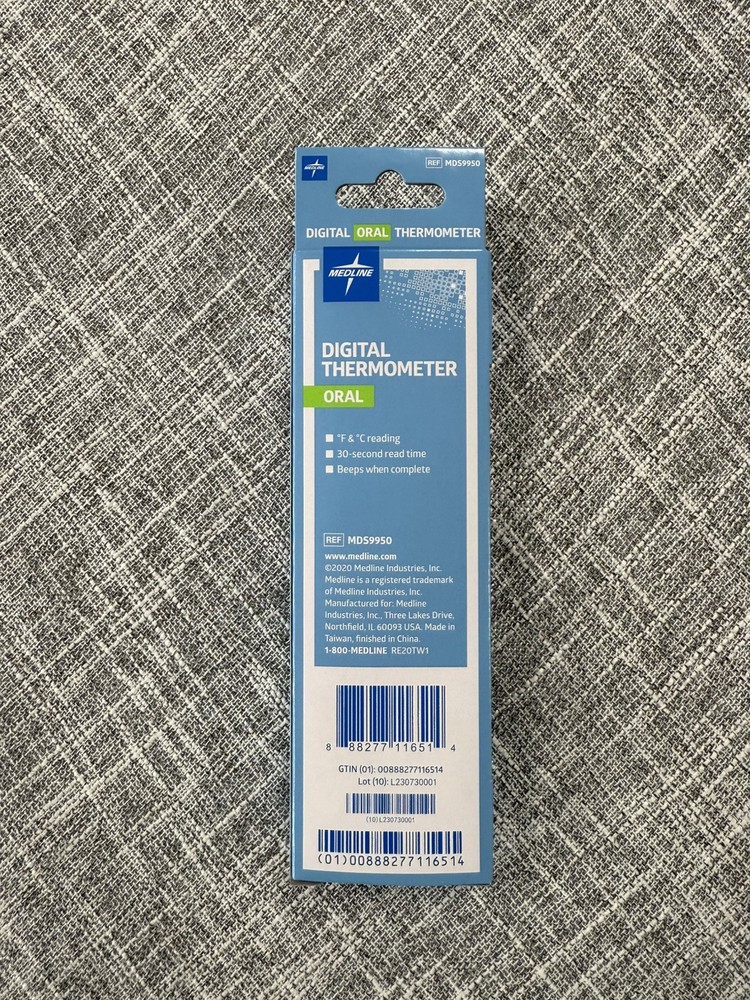 MEDLINE
REF MDS9950
DIGITAL ORAL THERMOMETER
MEDLINE
DIGITAL
THERMOMETER
ORAL
°F & °C reading
30-second read time
Beeps when complete
REF MDS9950
www.medline.com
©2020 Medline Industries, Inc.
Medline is a registered trademark
of Medline Industries, Inc.
Manufactured for: Medline
Industries, Inc., Three Lakes Drive,
Northfield, IL 60093 USA. Made in
Taiwan, finished in China.
1-800-MEDLINE RE20TW1
8 88277 11651 4
GTIN (01): 00888277116514
Lot (10): L230730001
(10)L230730001
(01)00888277116514